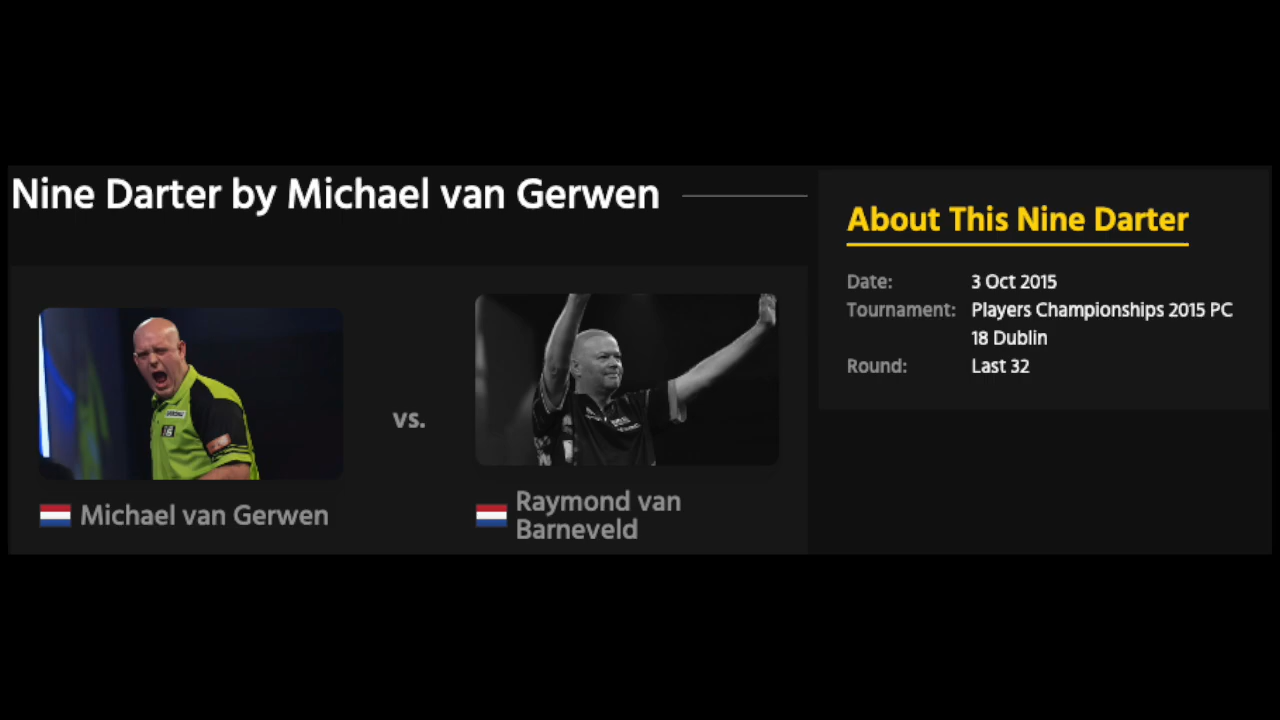 Nine Darter by Michael van Gerwen
vs.
Michael van Gerwen
Raymond van
Barneveld
About This Nine Darter
Date: 3 Oct 2015
Tournament: Players Championships 2015 PC
18 Dublin
Round: Last 32